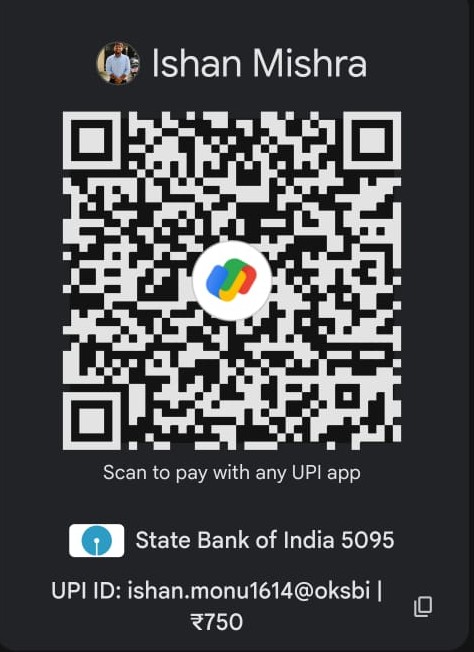 Ishan Mishra
Scan to pay with any UPI app
State Bank of India 5095
UPI ID: ishan.monu1614@oksbi |
₹750